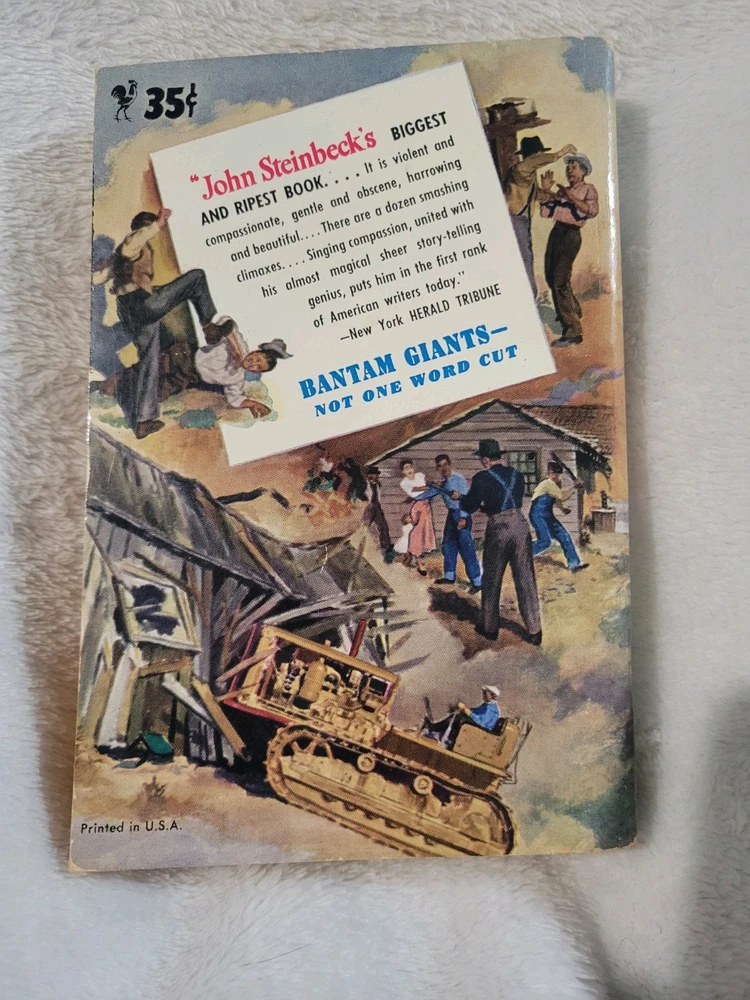 35¢
"John Steinbeck's BIGGEST
AND RIPEST BOOK.... It is violent and
compassionate, gentle and obscene, harrowing
and beautiful....There are a dozen smashing
climaxes....Singing compassion, united with
his almost magical sheer story-telling
genius, puts him in the first rank
of American writers today."
—New York HERALD TRIBUNE
BANTAM GIANTS—
NOT ONE WORD CUT
Printed in U.S.A.